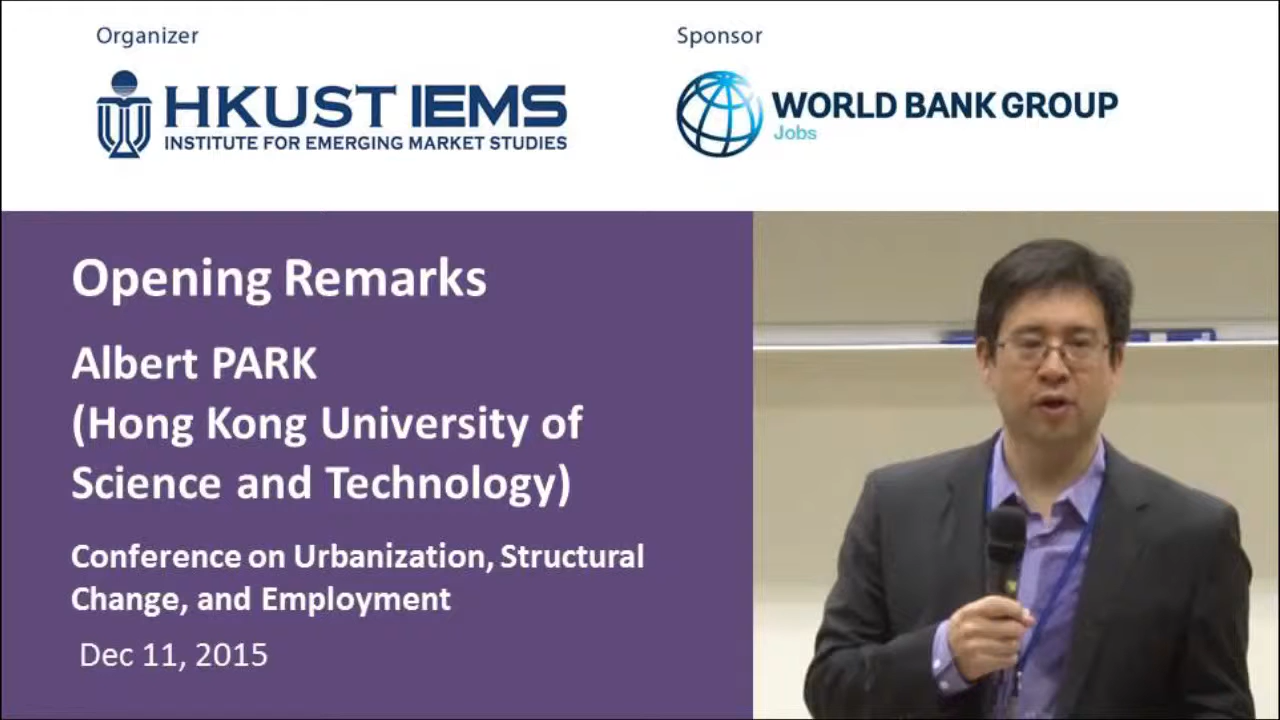 Organizer
HKUST IEMS
INSTITUTE FOR EMERGING MARKET STUDIES
Sponsor
WORLD BANK GROUP
Jobs
Opening Remarks
Albert PARK
(Hong Kong University of
Science and Technology)
Conference on Urbanization, Structural
Change, and Employment
Dec 11, 2015